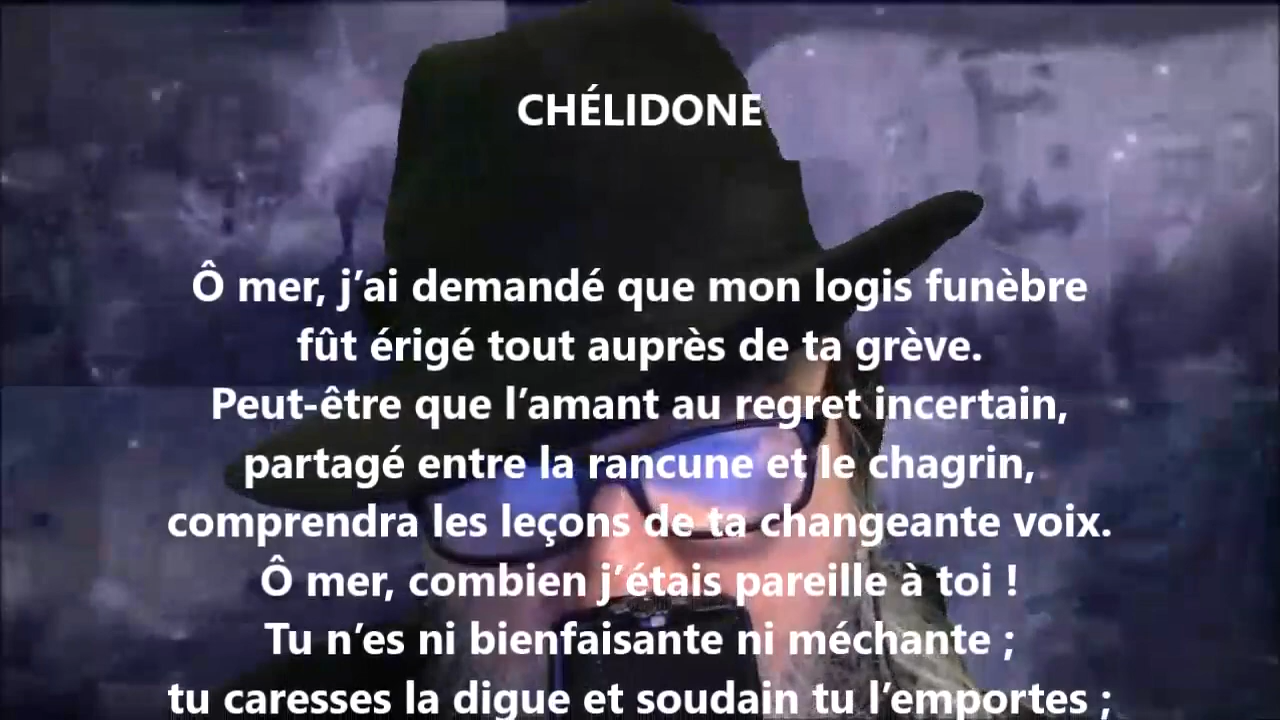 CHÉLIDONE
Ô mer, j’ai demandé que mon logis funèbre
fût érigé tout auprès de ta grève.
Peut-être que l’amant au regret incertain,
partagé entre la rancune et le chagrin,
comprendra les leçons de ta changeante voix.
Ô mer, combien j’étais pareille à toi !
Tu n’es ni bienfaisante ni méchante ;
tu caresses la digue et soudain tu l’emportes ;